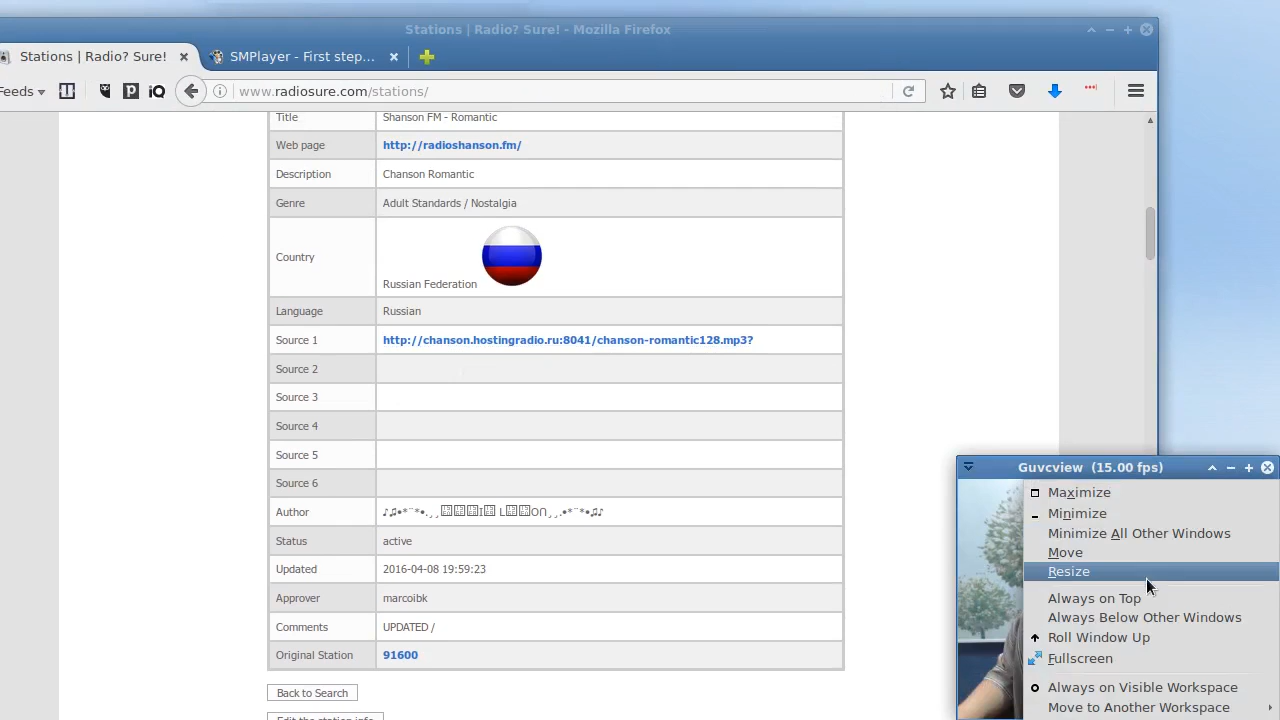 Stations | Radio? Sure! - Mozilla Firefox
Stations | Radio? Sure!
SMPlayer - First step...
Feeds
www.radiosure.com/stations/
Title Shanson FM - Romantic
Web page http://radioshanson.fm/
Description Chanson Romantic
Genre Adult Standards / Nostalgia
Country Russian Federation
Language Russian
Source 1 http://chanson.hostingradio.ru:8041/chanson-romantic128.mp3?
Source 2
Source 3
Source 4
Source 5
Source 6
Author
Status active
Updated 2016-04-08 19:59:23
Approver marcoibk
Comments UPDATED /
Original Station 91600
Back to Search
Edit the station info
Guvcview (15.00 fps)
Maximize
Minimize
Minimize All Other Windows
Move
Resize
Always on Top
Always Below Other Windows
Roll Window Up
Fullscreen
Always on Visible Workspace
Move to Another Workspace